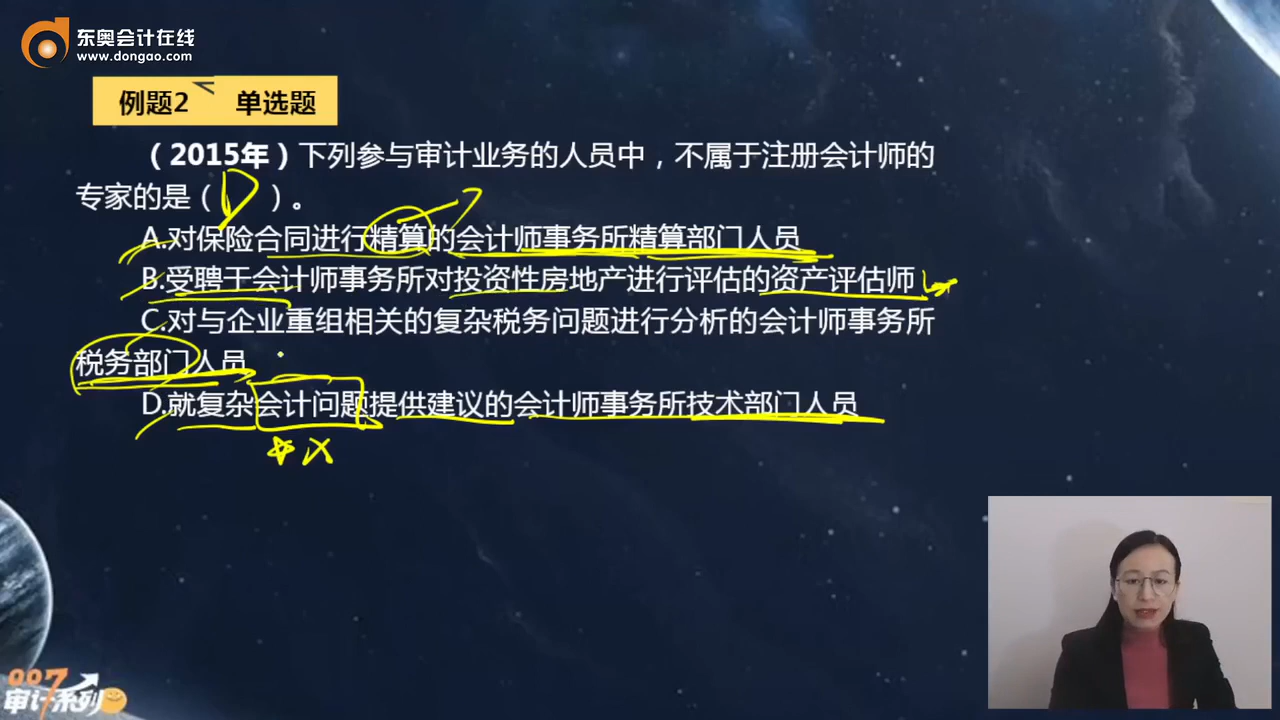 东奥会计在线
www.dongao.com
例题2 单选题
（2015年）下列参与审计业务的人员中，不属于注册会计师的
专家的是（D）。
A.对保险合同进行精算的会计师事务所精算部门人员
B.受聘于会计师事务所对投资性房地产进行评估的资产评估师
C.对与企业重组相关的复杂税务问题进行分析的会计师事务所
税务部门人员
D.就复杂会计问题提供建议的会计师事务所技术部门人员
007
审计系列